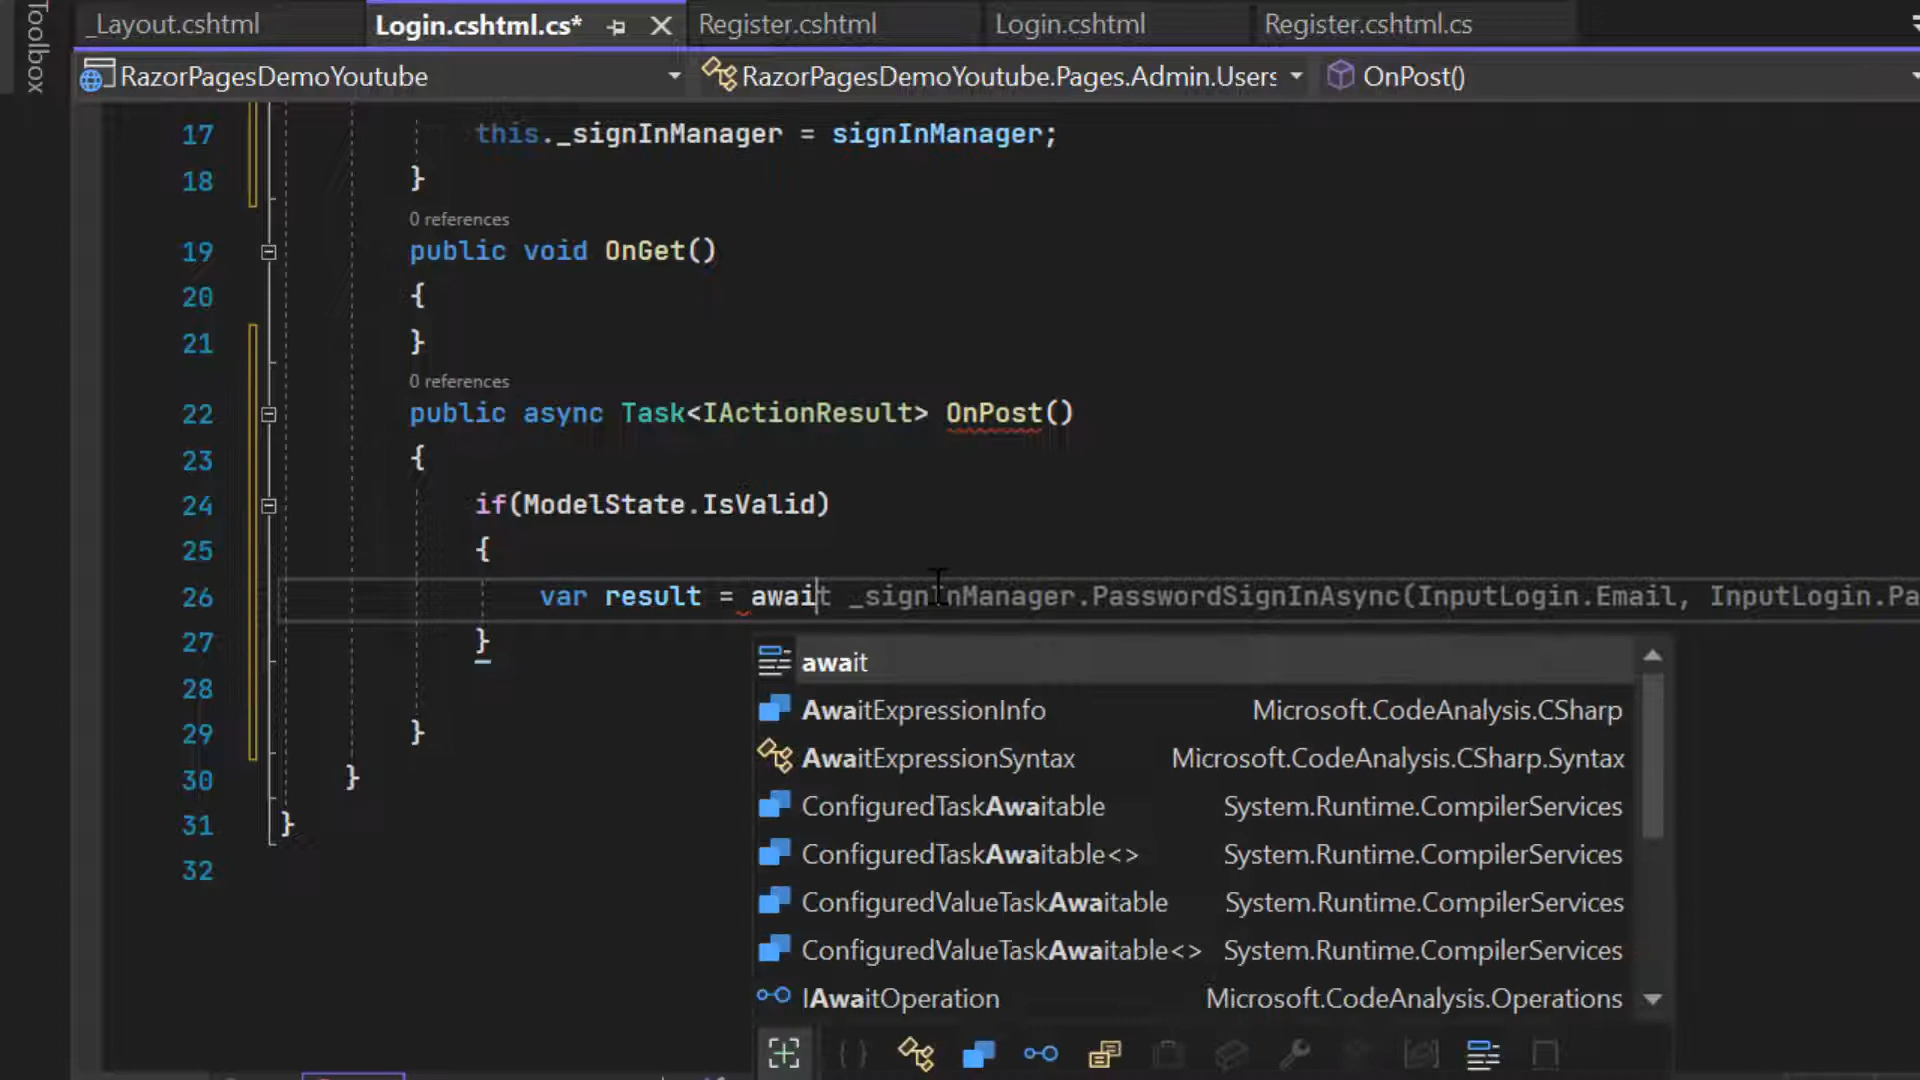 Toolbox
_Layout.cshtml
Login.cshtml.cs*
Register.cshtml
Login.cshtml
Register.cshtml.cs
RazorPagesDemoYoutube
RazorPagesDemoYoutube.Pages.Admin.Users
OnPost()
17 this._signInManager = signInManager;
18 }
0 references
19 public void OnGet()
20 {
21 }
0 references
22 public async Task<IActionResult> OnPost()
23 {
24 if(ModelState.IsValid)
25 {
26 var result = await _signInManager.PasswordSignInAsync(InputLogin.Email, InputLogin.Pa
27 }
28
29 }
30 }
31 }
32
await
AwaitExpressionInfo Microsoft.CodeAnalysis.CSharp
AwaitExpressionSyntax Microsoft.CodeAnalysis.CSharp.Syntax
ConfiguredTaskAwaitable System.Runtime.CompilerServices
ConfiguredTaskAwaitable<> System.Runtime.CompilerServices
ConfiguredValueTaskAwaitable System.Runtime.CompilerServices
ConfiguredValueTaskAwaitable<> System.Runtime.CompilerServices
IAwaitOperation Microsoft.CodeAnalysis.Operations